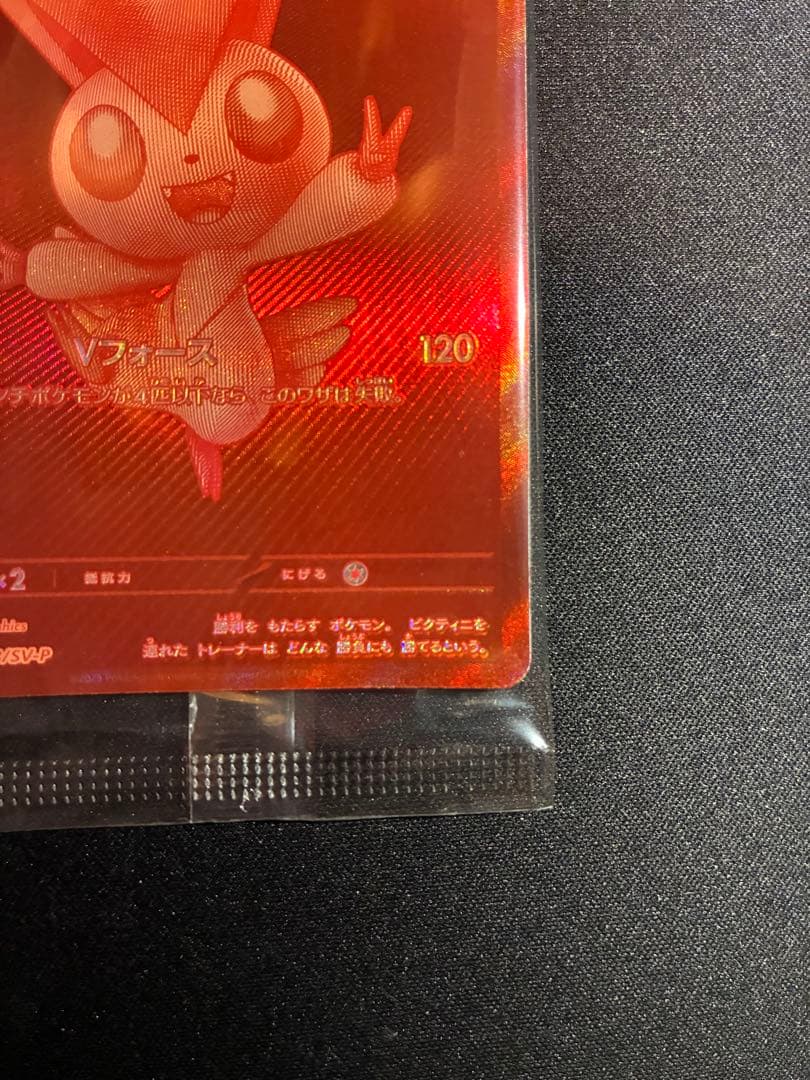 Vフォース 120
ンチポケモンが4匹以下なら、このワザは失敗。
×2 抵抗力 にげる
勝利を もたらす ポケモン。 ビクティニを
連れた トレーナーは どんな 勝負にも 勝てるという。
hics
/SV-P